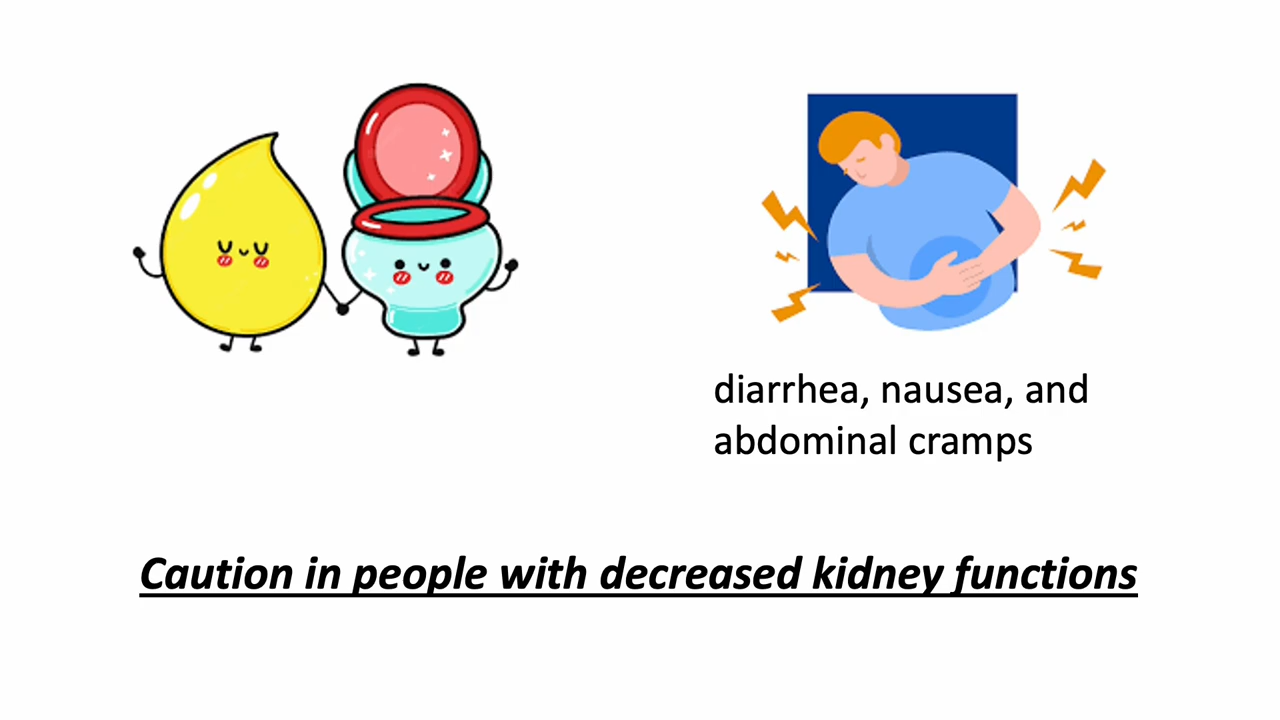 diarrhea, nausea, and
abdominal cramps
Caution in people with decreased kidney functions